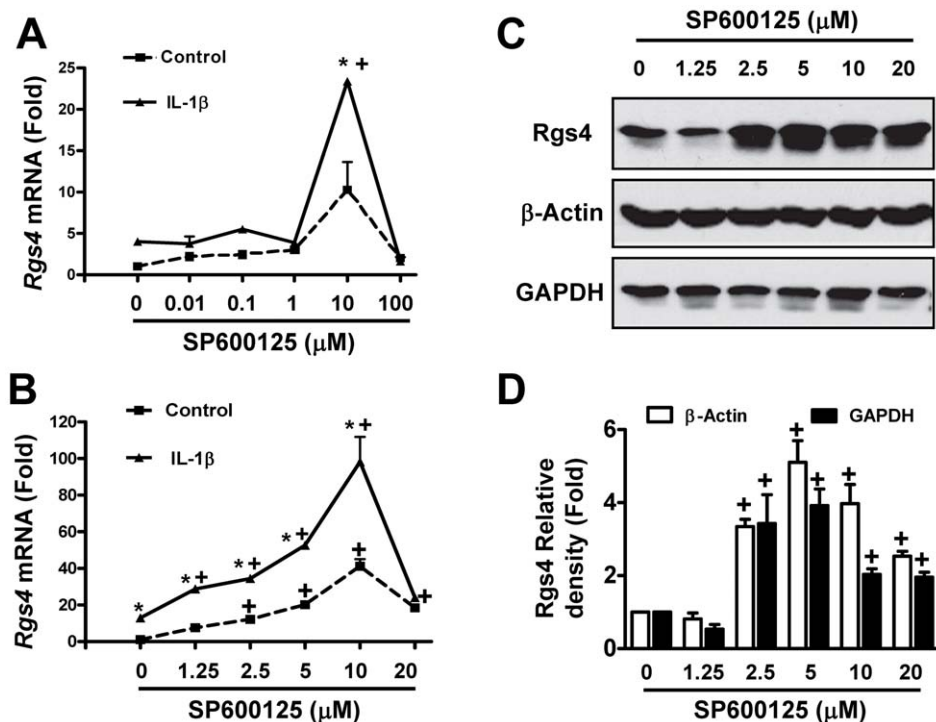 A
Control
IL-1β
* +
25
20
15
10
5
0
Rgs4 mRNA (Fold)
0 0.01 0.1 1 10 100
SP600125 (μM)
B
Control
IL-1β
120
100
80
60
40
20
0
Rgs4 mRNA (Fold)
* *+ *+ *+ *+
+ + + +
0 1.25 2.5 5 10 20
SP600125 (μM)
C
SP600125 (μM)
0 1.25 2.5 5 10 20
Rgs4
β-Actin
GAPDH
D
β-Actin GAPDH
6
4
2
0
Rgs4 Relative
density (Fold)
+ + + + + + + +
0 1.25 2.5 5 10 20
SP600125 (μM)